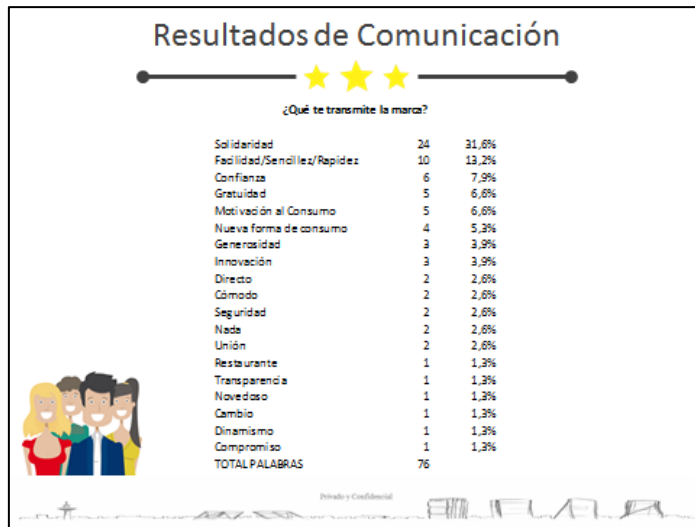 Resultados de Comunicación
¿Qué te transmite la marca?
Solidaridad 24 31,6%
Facilidad/Sencillez/Rapidez 10 13,2%
Confianza 6 7,9%
Gratuidad 5 6,6%
Motivación al Consumo 5 6,6%
Nueva forma de consumo 4 5,3%
Generosidad 3 3,9%
Innovación 3 3,9%
Directo 2 2,6%
Cómodo 2 2,6%
Seguridad 2 2,6%
Nada 2 2,6%
Unión 2 2,6%
Restaurante 1 1,3%
Transparencia 1 1,3%
Novedoso 1 1,3%
Cambio 1 1,3%
Dinamismo 1 1,3%
Compromiso 1 1,3%
TOTAL PALABRAS 76
Privado y Confidencial